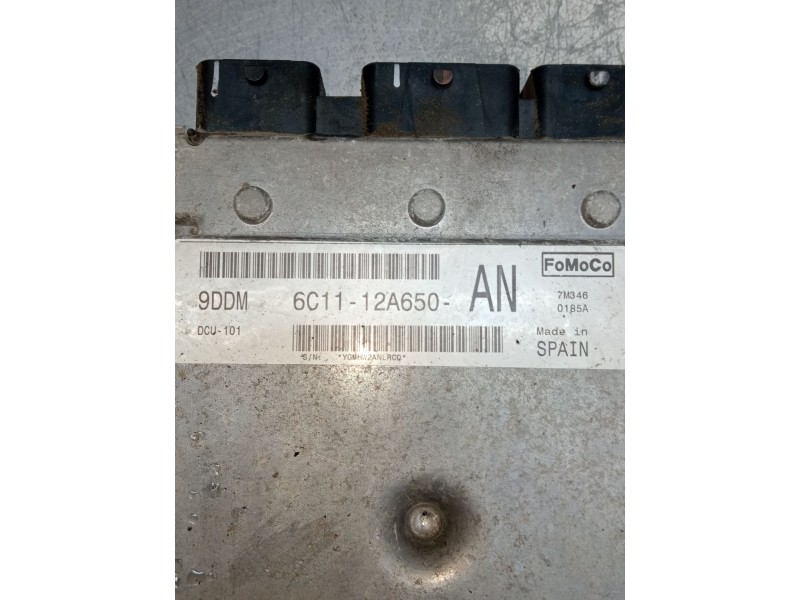 FoMoCo
9DDM 6C11-12A650-AN
7M346
0185A
DCU-101
Made in
SPAIN
S/N: